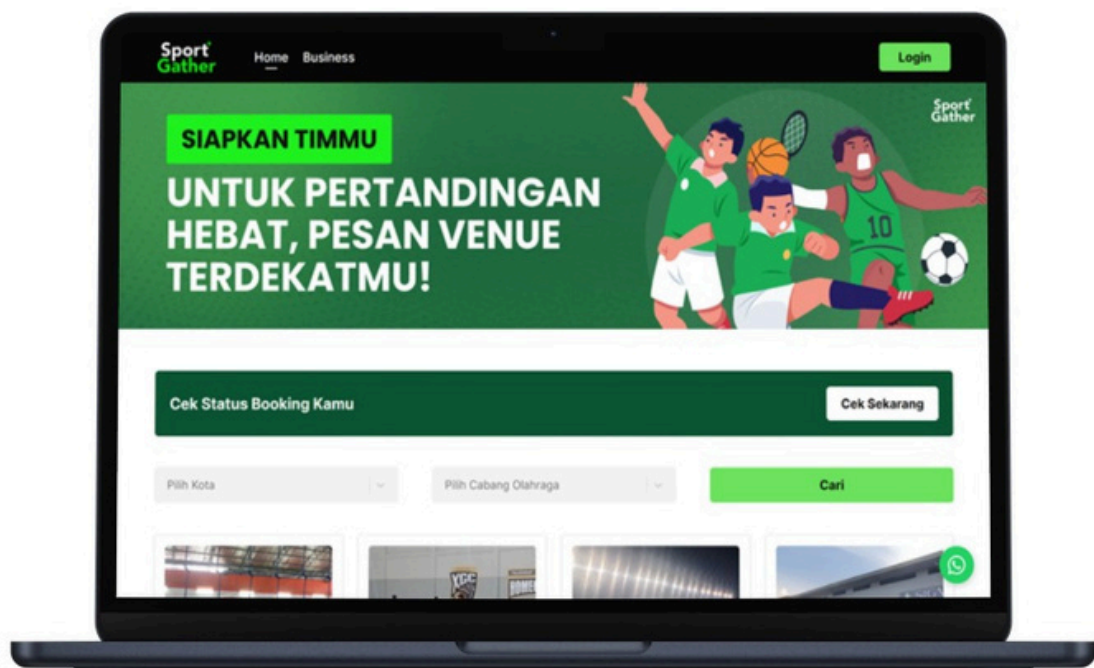 Sport
Gather
Home Business
Login
Sport
Gather
SIAPKAN TIMMU
UNTUK PERTANDINGAN
HEBAT, PESAN VENUE
TERDEKATMU!
10
Cek Status Booking Kamu
Cek Sekarang
Pilih Kota
Pilih Cabang Olahraga
Cari
XGC